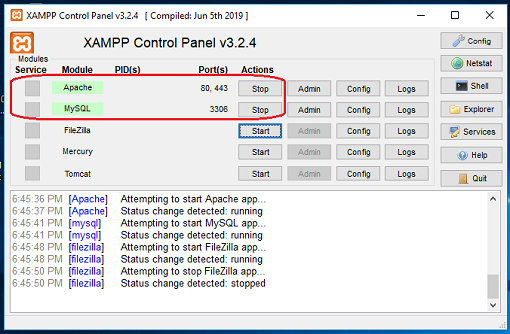 XAMPP Control Panel v3.2.4 [ Compiled: Jun 5th 2019 ]
XAMPP Control Panel v3.2.4
Config
Modules
Service Module PID(s) Port(s) Actions
Netstat
Apache 80, 443 Stop Admin Config Logs
Shell
MySQL 3306 Stop Admin Config Logs
Explorer
FileZilla Start Admin Config Logs
Services
Mercury Start Admin Config Logs
Help
Tomcat Start Admin Config Logs
Quit
6:45:36 PM [Apache] Attempting to start Apache app...
6:45:37 PM [Apache] Status change detected: running
6:45:41 PM [mysql] Attempting to start MySQL app...
6:45:41 PM [mysql] Status change detected: running
6:45:48 PM [filezilla] Attempting to start FileZilla app...
6:45:48 PM [filezilla] Status change detected: running
6:45:50 PM [filezilla] Attempting to stop FileZilla app...
6:45:50 PM [filezilla] Status change detected: stopped